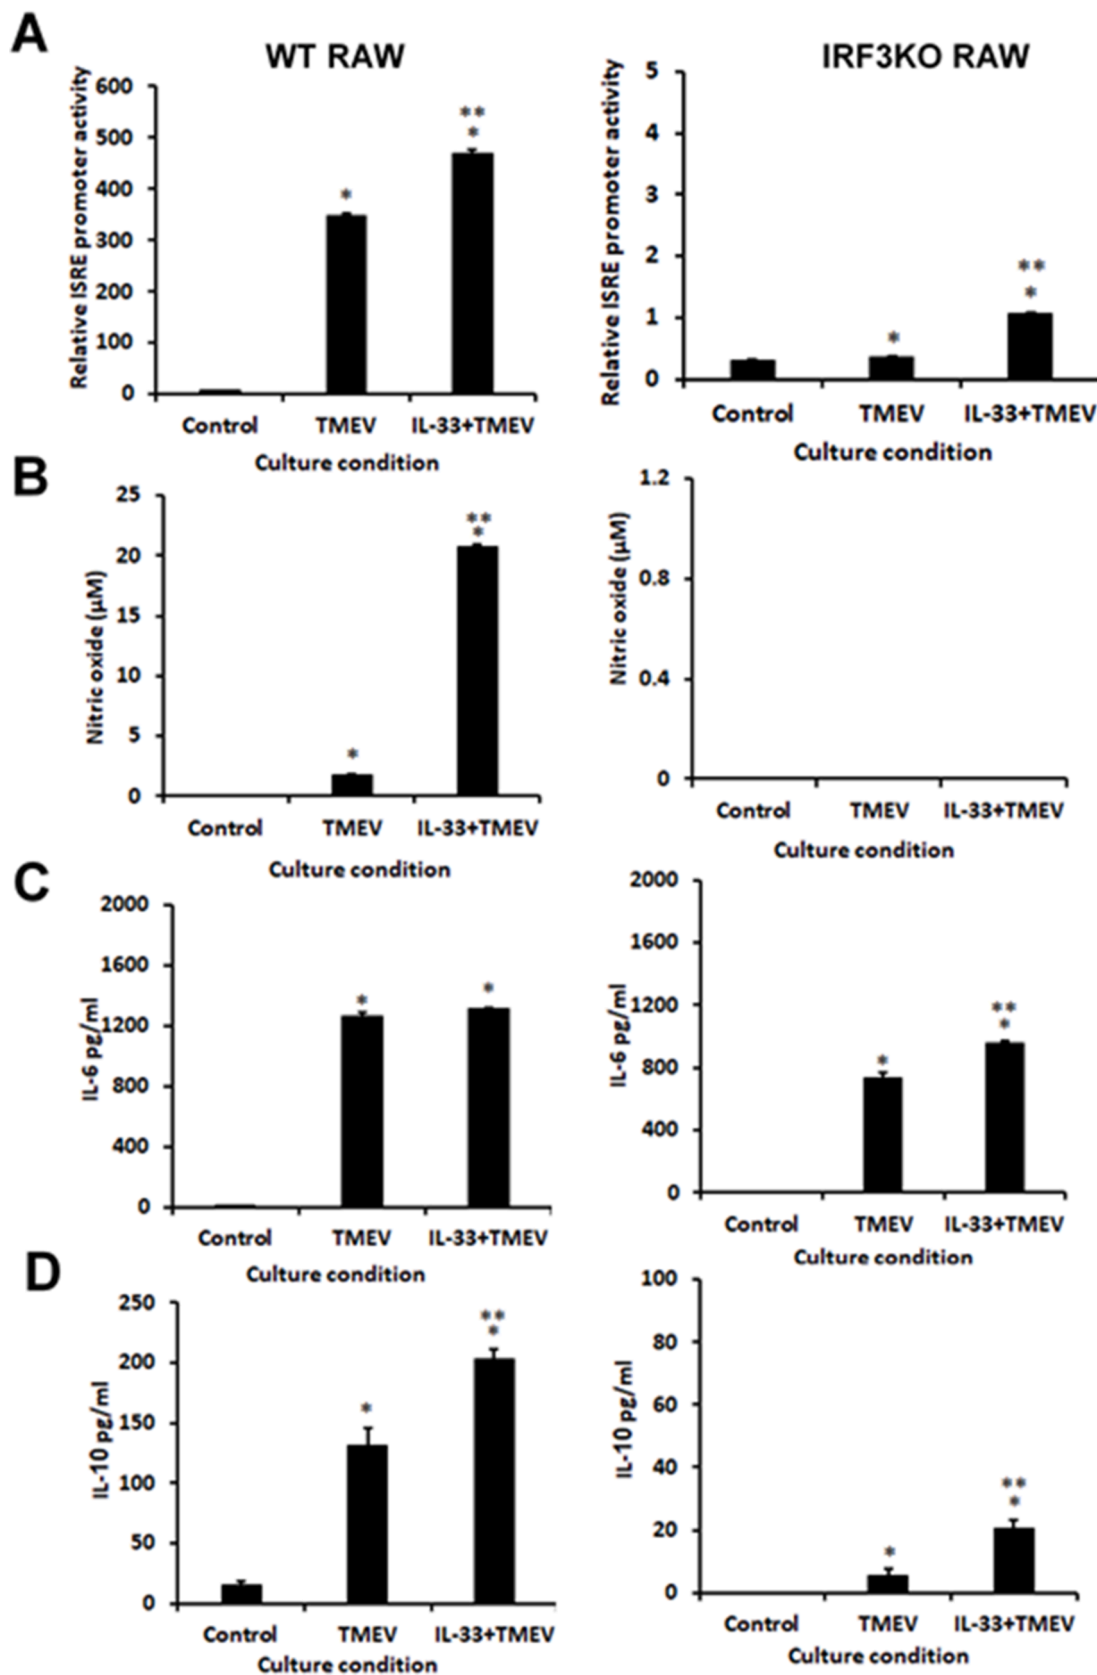 A
WT RAW
IRF3KO RAW
Relative ISRE promoter activity
600
500
400
300
200
100
0
*
**
*
Control
TMEV
IL-33+TMEV
Culture condition
Relative ISRE promoter activity
5
4
3
2
1
0
*
**
*
Control
TMEV
IL-33+TMEV
Culture condition
B
Nitric oxide (µM)
25
20
15
10
5
0
*
**
*
Control
TMEV
IL-33+TMEV
Culture condition
Nitric oxide (µM)
1.2
0.8
0.4
0
Control
TMEV
IL-33+TMEV
Culture condition
C
IL-6 pg/ml
2000
1600
1200
800
400
0
*
*
Control
TMEV
IL-33+TMEV
Culture condition
IL-6 pg/ml
2000
1600
1200
800
400
0
*
**
*
Control
TMEV
IL-33+TMEV
Culture condition
D
IL-10 pg/ml
250
200
150
100
50
0
*
**
*
Control
TMEV
IL-33+TMEV
Culture condition
IL-10 pg/ml
100
80
60
40
20
0
*
**
*
Control
TMEV
IL-33+TMEV
Culture condition